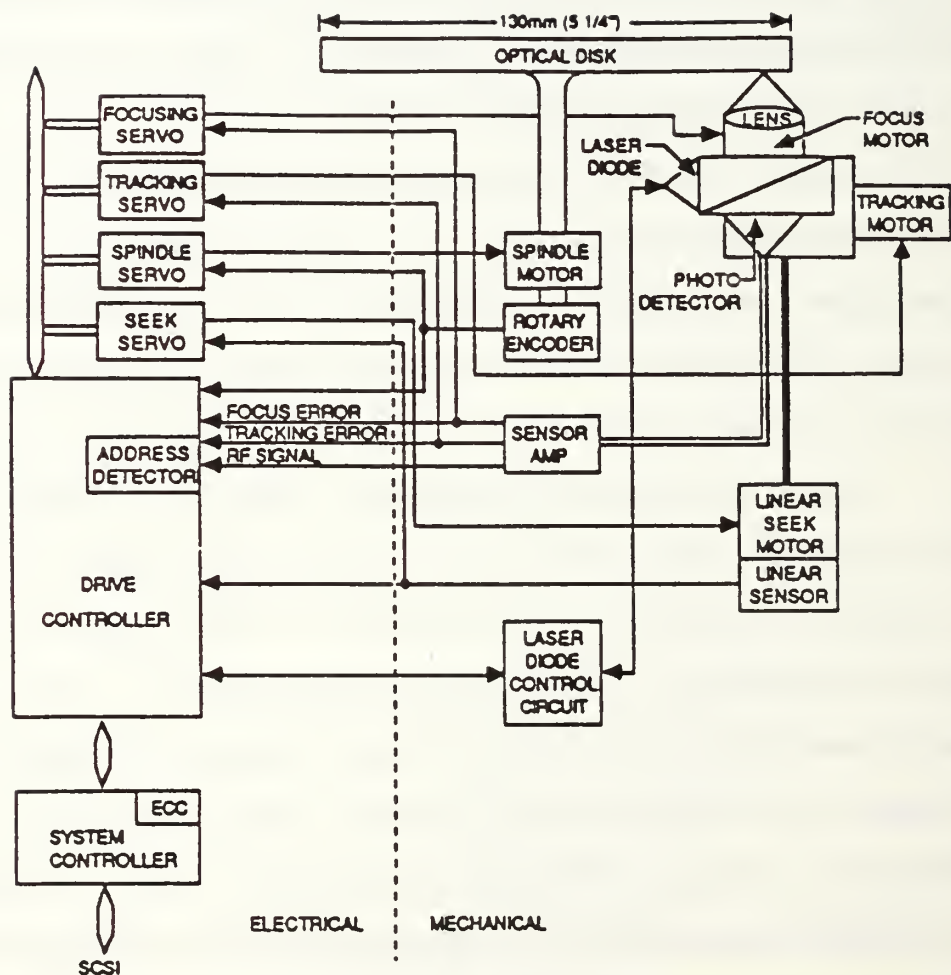 130mm (5 1/4")
OPTICAL DISK
FOCUSING
SERVO
LENS
FOCUS
MOTOR
LASER
DIODE
TRACKING
SERVO
TRACKING
MOTOR
SPINDLE
SERVO
SPINDLE
MOTOR
PHOTO
DETECTOR
SEEK
SERVO
ROTARY
ENCODER
FOCUS ERROR
TRACKING ERROR
RF SIGNAL
SENSOR
AMP
ADDRESS
DETECTOR
LINEAR
SEEK
MOTOR
LINEAR
SENSOR
DRIVE
CONTROLLER
LASER
DIODE
CONTROL
CIRCUIT
ECC
SYSTEM
CONTROLLER
ELECTRICAL
MECHANICAL
SCSI